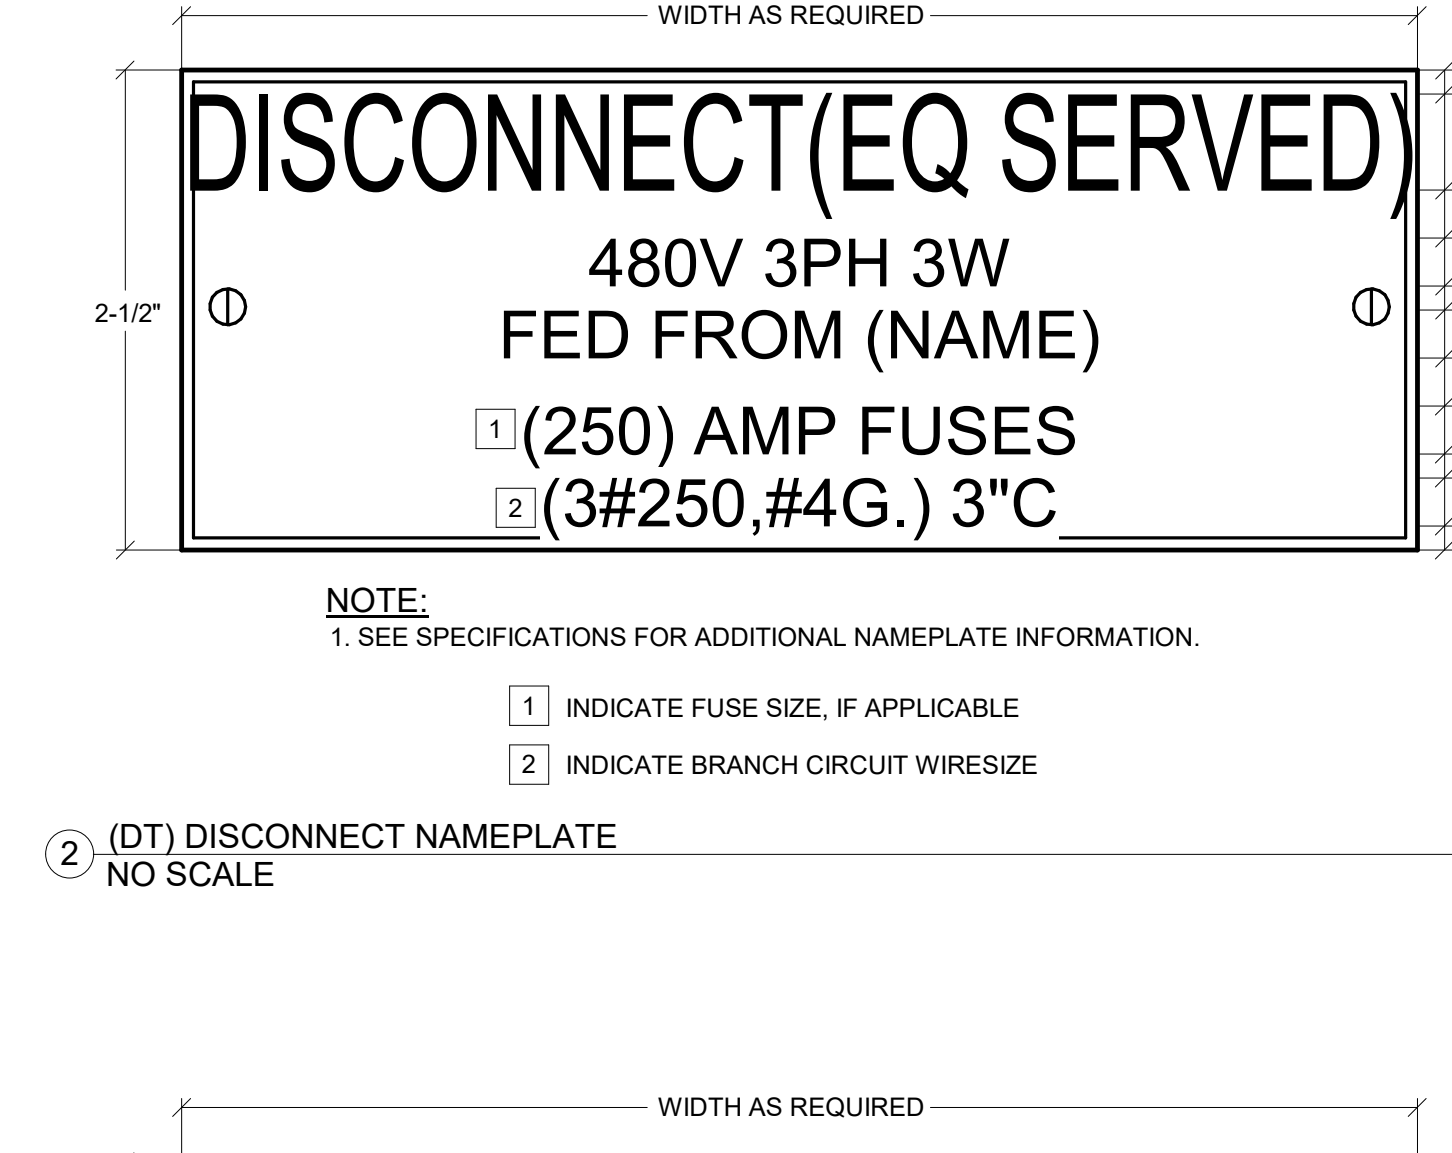 WIDTH AS REQUIRED
DISCONNECT(EQ SERVED)
480V 3PH 3W
2-1/2"
FED FROM (NAME)
1 (250) AMP FUSES
2 (3#250,#4G.) 3"C
NOTE:
1. SEE SPECIFICATIONS FOR ADDITIONAL NAMEPLATE INFORMATION.
1 INDICATE FUSE SIZE, IF APPLICABLE
2 INDICATE BRANCH CIRCUIT WIRESIZE
2 (DT) DISCONNECT NAMEPLATE
NO SCALE
WIDTH AS REQUIRED